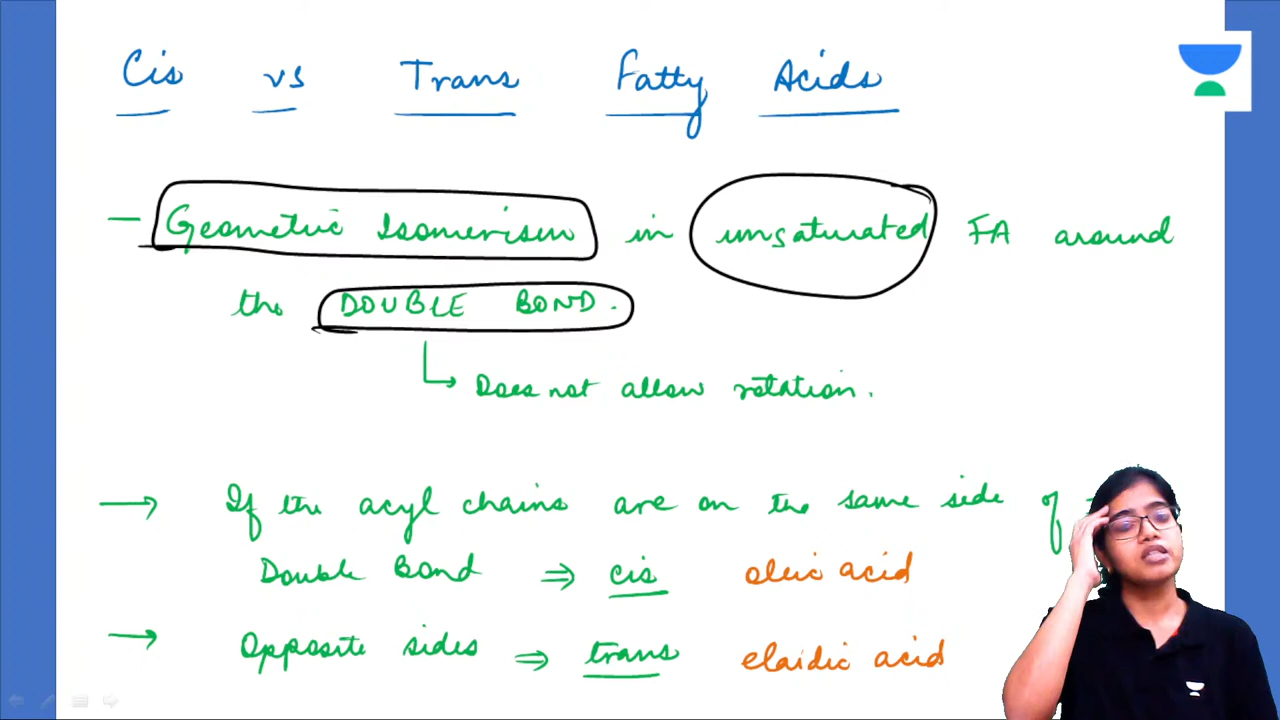 Cis vs Trans Fatty Acids
- Geometric Isomerism in unsaturated FA around
the DOUBLE BOND.
Does not allow rotation.
→ If the acyl chains are on the same side of
Double Bond ⇒ cis oleic acid
→ Opposite sides ⇒ trans elaidic acid